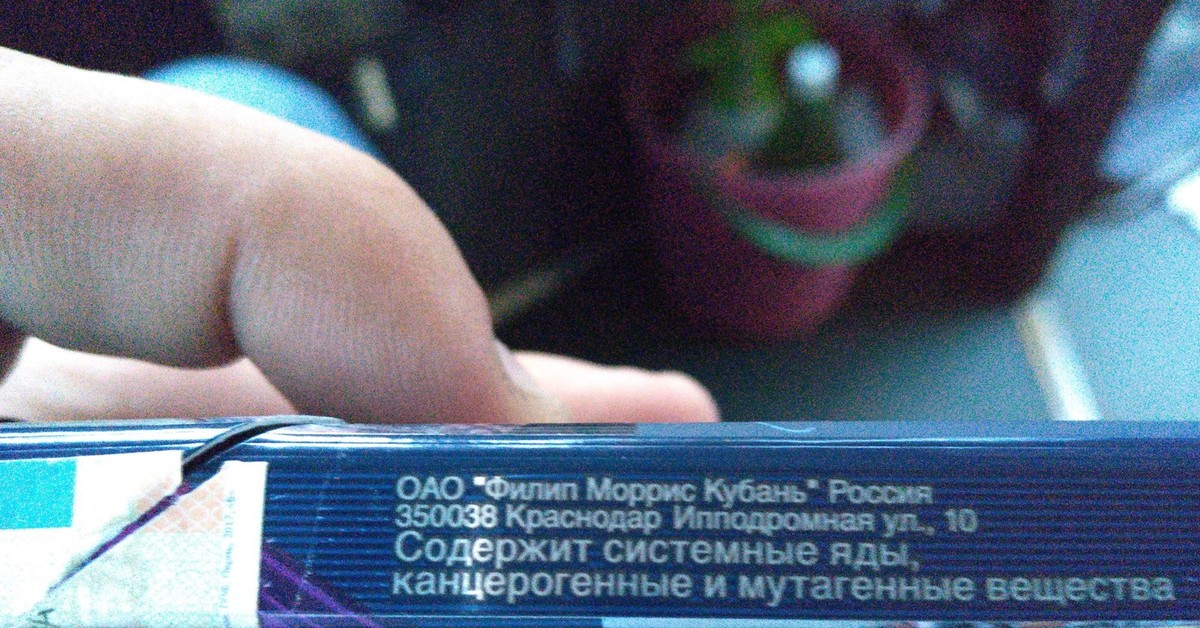 ОАО "Филип Моррис Кубань" Россия
350038 Краснодар Ипподромная ул., 10
Содержит системные яды,
канцерогенные и мутагенные вещества